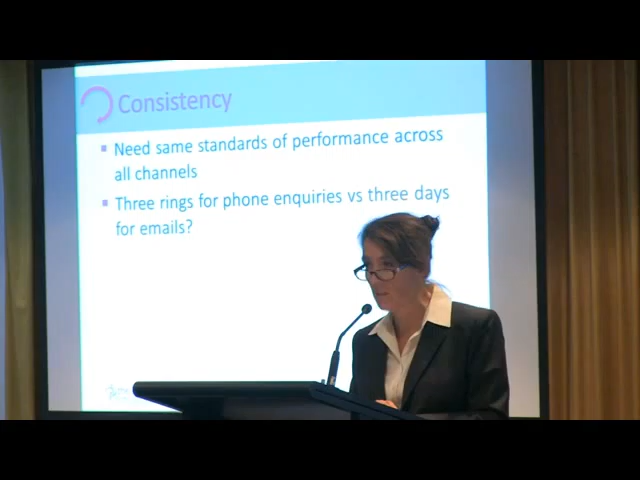 Consistency
Need same standards of performance across
all channels
Three rings for phone enquiries vs three days
for emails?